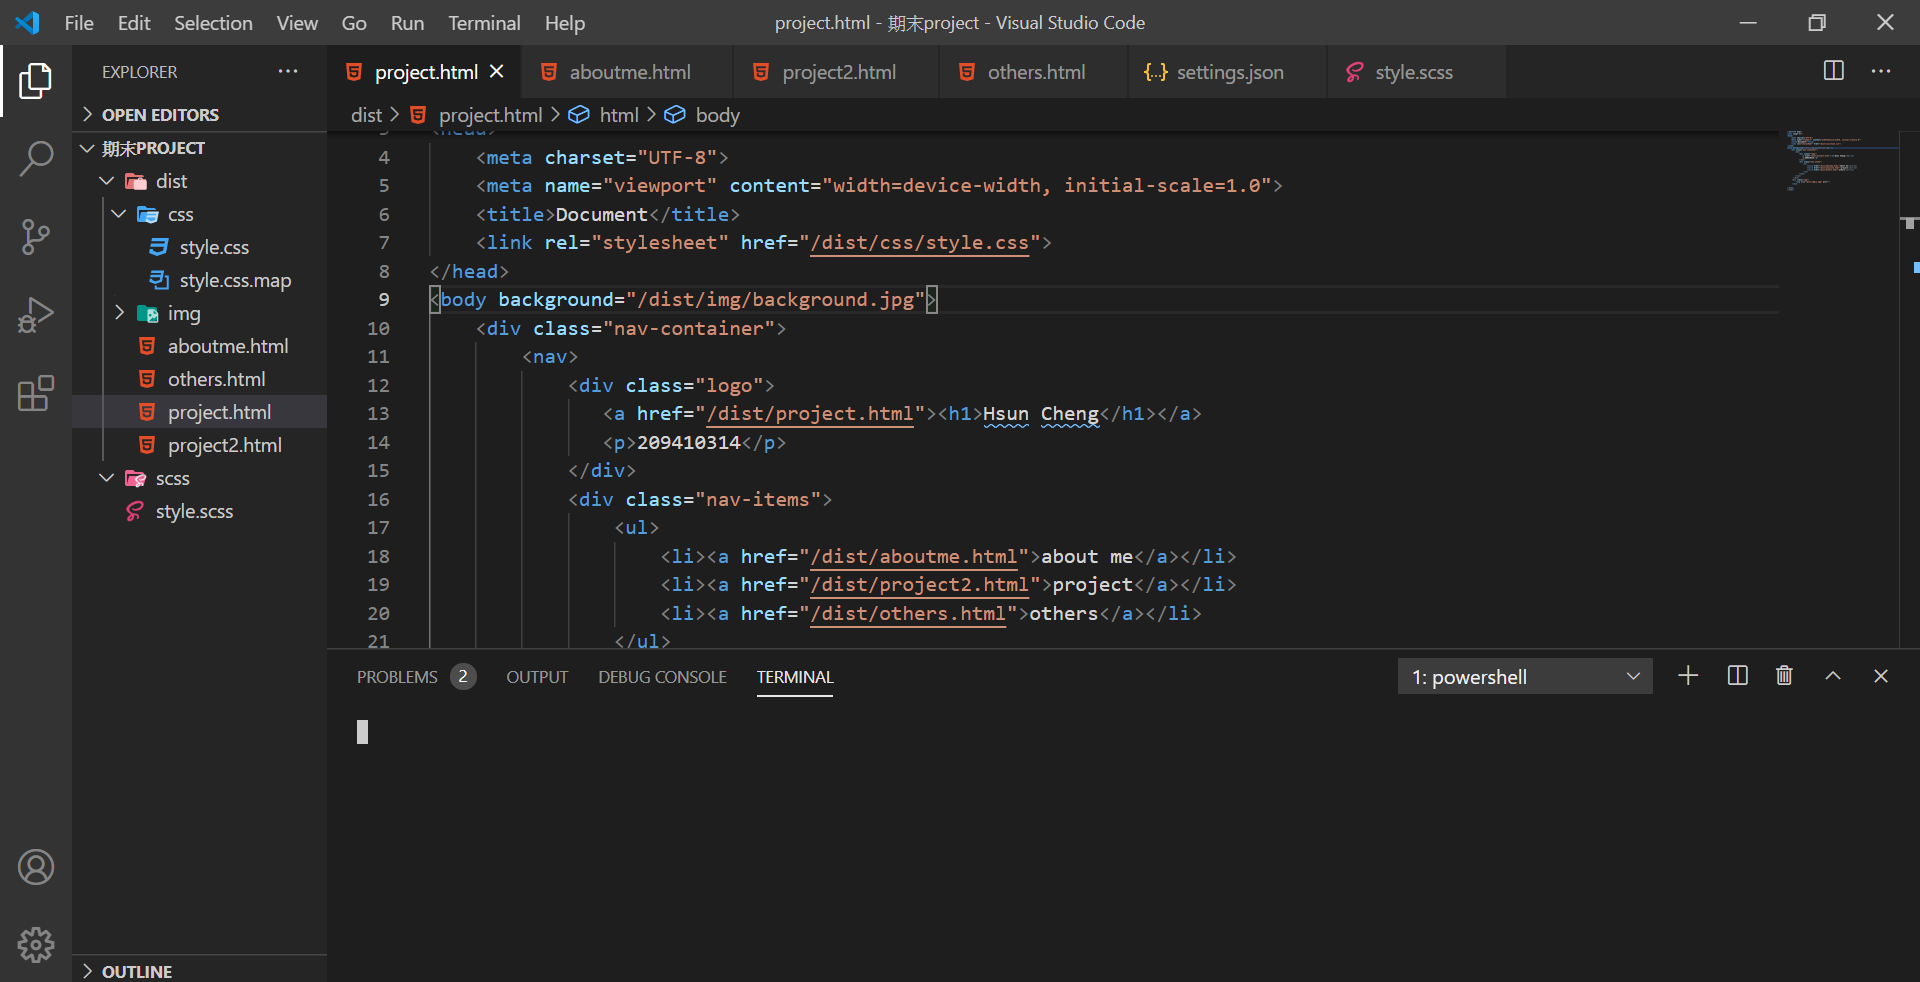 File Edit Selection View Go Run Terminal Help
project.html - 期末project - Visual Studio Code
EXPLORER
OPEN EDITORS
期末PROJECT
dist
css
style.css
style.css.map
img
aboutme.html
others.html
project.html
project2.html
scss
style.scss
OUTLINE
project.html aboutme.html project2.html others.html {..} settings.json style.scss
dist > project.html > html > body
3 <head>
4 <meta charset="UTF-8">
5 <meta name="viewport" content="width=device-width, initial-scale=1.0">
6 <title>Document</title>
7 <link rel="stylesheet" href="/dist/css/style.css">
8 </head>
9 <body background="/dist/img/background.jpg">
10 <div class="nav-container">
11 <nav>
12 <div class="logo">
13 <a href="/dist/project.html"><h1>Hsun Cheng</h1></a>
14 <p>209410314</p>
15 </div>
16 <div class="nav-items">
17 <ul>
18 <li><a href="/dist/aboutme.html">about me</a></li>
19 <li><a href="/dist/project2.html">project</a></li>
20 <li><a href="/dist/others.html">others</a></li>
21 </ul>
PROBLEMS 2 OUTPUT DEBUG CONSOLE TERMINAL
1: powershell